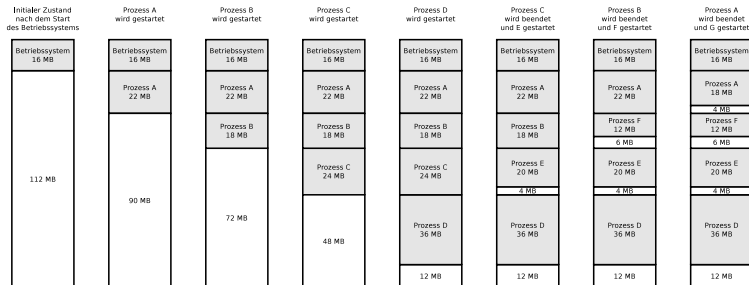 Initialer Zustand
nach dem Start
des Betriebssystems
Betriebssystem
16 MB
112 MB
Prozess A
wird gestartet
Betriebssystem
16 MB
Prozess A
22 MB
90 MB
Prozess B
wird gestartet
Betriebssystem
16 MB
Prozess A
22 MB
Prozess B
18 MB
72 MB
Prozess C
wird gestartet
Betriebssystem
16 MB
Prozess A
22 MB
Prozess B
18 MB
Prozess C
24 MB
48 MB
Prozess D
wird gestartet
Betriebssystem
16 MB
Prozess A
22 MB
Prozess B
18 MB
Prozess C
24 MB
Prozess D
36 MB
12 MB
Prozess C
wird beendet
und E gestartet
Betriebssystem
16 MB
Prozess A
22 MB
Prozess B
18 MB
Prozess E
20 MB
4 MB
Prozess D
36 MB
12 MB
Prozess B
wird beendet
und F gestartet
Betriebssystem
16 MB
Prozess A
22 MB
Prozess F
12 MB
6 MB
Prozess E
20 MB
4 MB
Prozess D
36 MB
12 MB
Prozess A
wird beendet
und G gestartet
Betriebssystem
16 MB
Prozess A
18 MB
4 MB
Prozess F
12 MB
6 MB
Prozess E
20 MB
4 MB
Prozess D
36 MB
12 MB